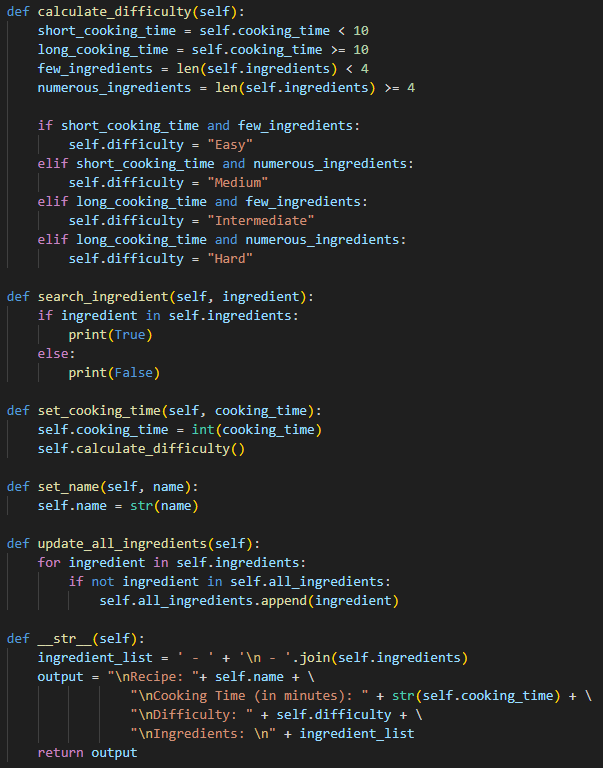 def calculate_difficulty(self):
    short_cooking_time = self.cooking_time < 10
    long_cooking_time = self.cooking_time >= 10
    few_ingredients = len(self.ingredients) < 4
    numerous_ingredients = len(self.ingredients) >= 4

    if short_cooking_time and few_ingredients:
        self.difficulty = "Easy"
    elif short_cooking_time and numerous_ingredients:
        self.difficulty = "Medium"
    elif long_cooking_time and few_ingredients:
        self.difficulty = "Intermediate"
    elif long_cooking_time and numerous_ingredients:
        self.difficulty = "Hard"

def search_ingredient(self, ingredient):
    if ingredient in self.ingredients:
        print(True)
    else:
        print(False)

def set_cooking_time(self, cooking_time):
    self.cooking_time = int(cooking_time)
    self.calculate_difficulty()

def set_name(self, name):
    self.name = str(name)

def update_all_ingredients(self):
    for ingredient in self.ingredients:
        if not ingredient in self.all_ingredients:
            self.all_ingredients.append(ingredient)

def __str__(self):
    ingredient_list = ' - ' + '\n - '.join(self.ingredients)
    output = "\nRecipe: "+ self.name + \
                "\nCooking Time (in minutes): " + str(self.cooking_time) + \
                "\nDifficulty: " + self.difficulty + \
                "\nIngredients: \n" + ingredient_list
    return output